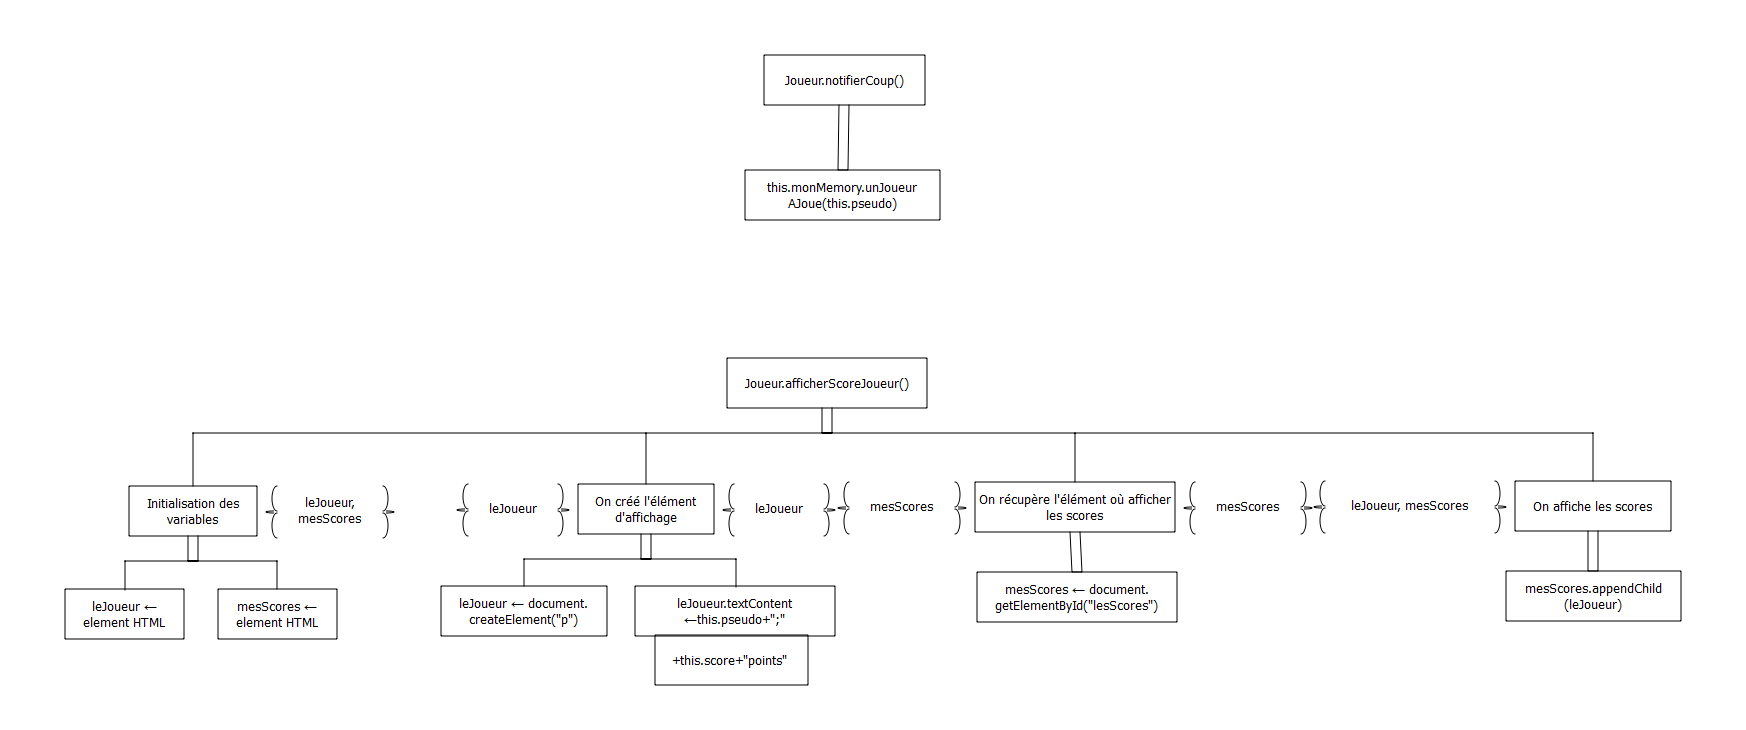 Joueur.notifierCoup()
this.monMemory.unJoueur
AJoue(this.pseudo)
Joueur.afficherScoreJoueur()
Initialisation des
variables
leJoueur,
mesScores
leJoueur
On créé l'élément
d'affichage
leJoueur
mesScores
On récupère l'élément où afficher
les scores
mesScores
leJoueur, mesScores
On affiche les scores
leJoueur ←
element HTML
mesScores ←
element HTML
leJoueur ← document.
createElement("p")
leJoueur.textContent
←this.pseudo+";"
+this.score+"points"
mesScores ← document.
getElementById("lesScores")
mesScores.appendChild
(leJoueur)